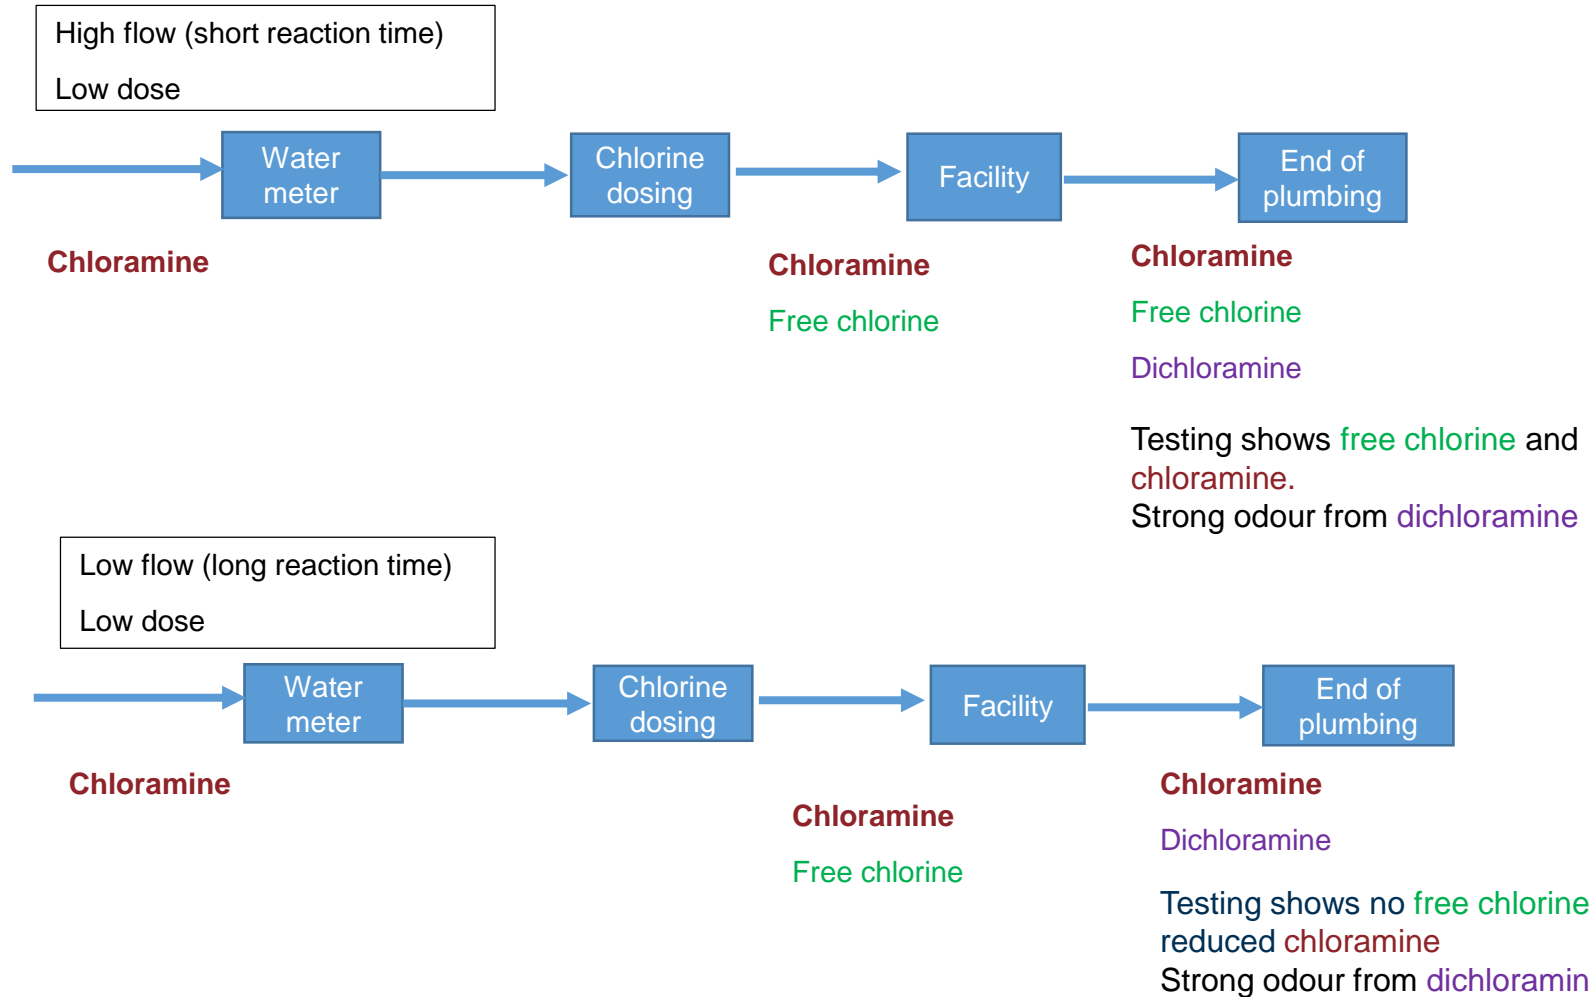 High flow (short reaction time)
Low dose
Water
meter
Chlorine
dosing
Facility
End of
plumbing
Chloramine
Chloramine
Free chlorine
Chloramine
Free chlorine
Dichloramine
Testing shows free chlorine and
chloramine.
Strong odour from dichloramine
Low flow (long reaction time)
Low dose
Water
meter
Chlorine
dosing
Facility
End of
plumbing
Chloramine
Chloramine
Free chlorine
Chloramine
Dichloramine
Testing shows no free chlorine
reduced chloramine
Strong odour from dichloramin